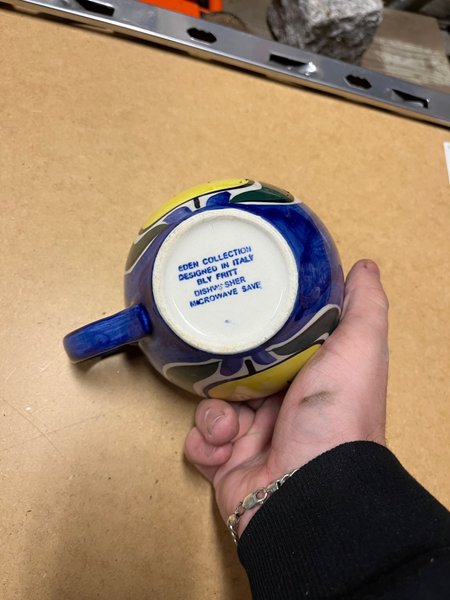 EDEN COLLECTION
DESIGNED IN ITALY
BLY FRITT
DISHWASHER
MICROWAVE SAVE